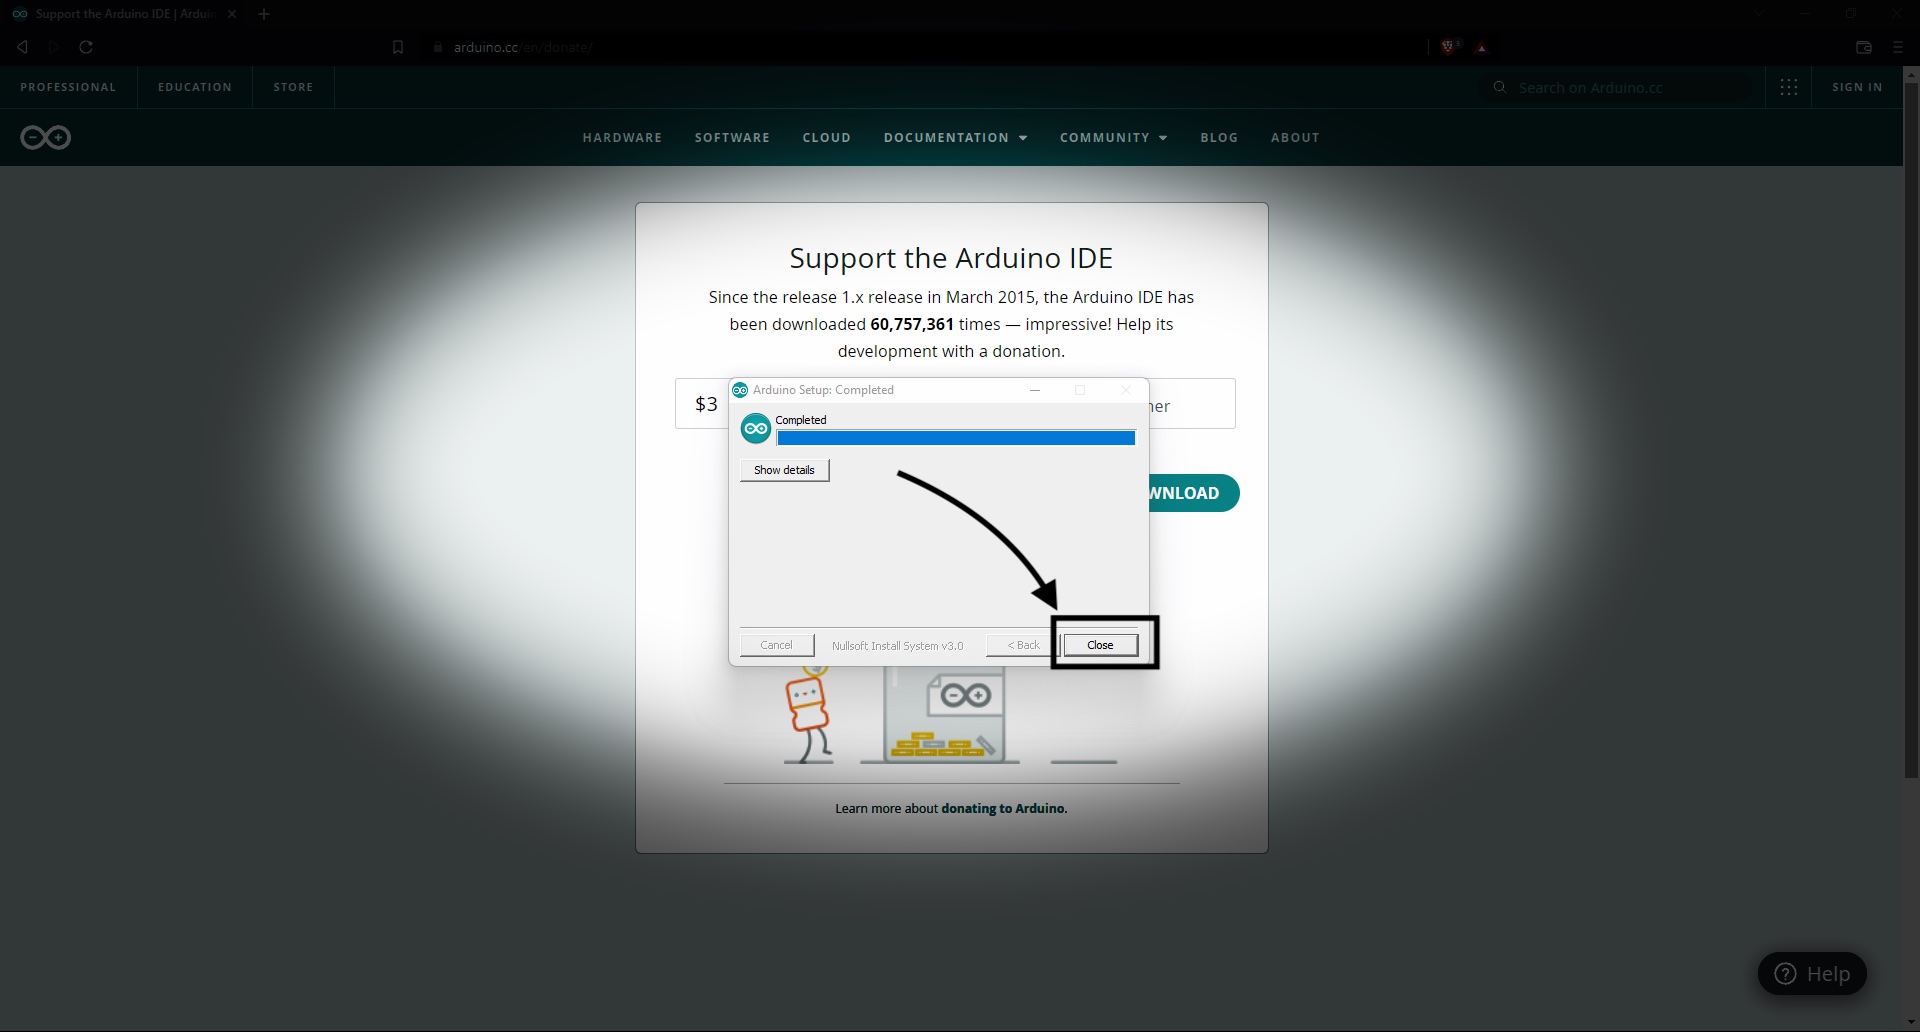 Support the Arduino IDE | Ardui
arduino.cc/en/donate/
PROFESSIONAL
EDUCATION
STORE
Search on Arduino.cc
SIGN IN
HARDWARE
SOFTWARE
CLOUD
DOCUMENTATION
COMMUNITY
BLOG
ABOUT
Support the Arduino IDE
Since the release 1.x release in March 2015, the Arduino IDE has
been downloaded 60,757,361 times — impressive! Help its
development with a donation.
$3
her
Arduino Setup: Completed
Completed
Show details
WNLOAD
Cancel
Nullsoft Install System v3.0
< Back
Close
Learn more about donating to Arduino.
Help